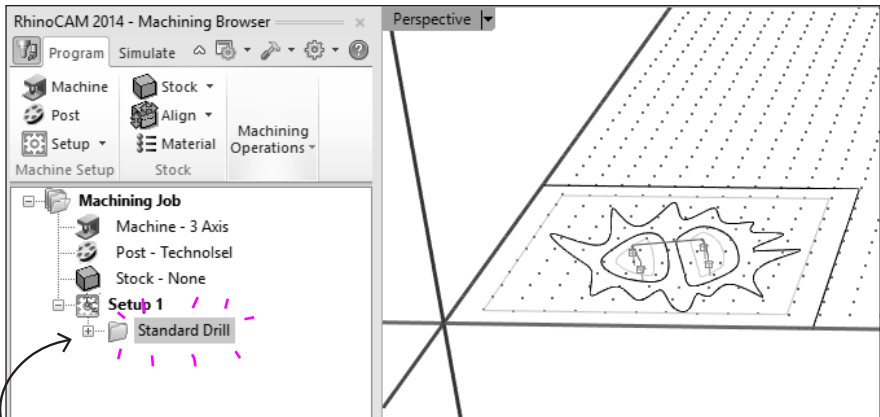 RhinoCAM 2014 - Machining Browser
Program Simulate
Machine
Post
Setup
Machine Setup
Stock
Align
Material
Stock
Machining
Operations
Machining Job
Machine - 3 Axis
Post - Technolsel
Stock - None
Setup 1
Standard Drill
Perspective